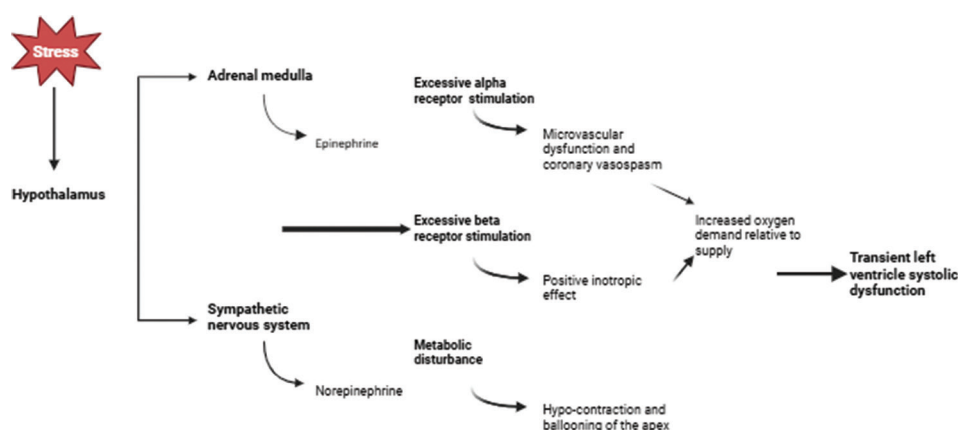 Stress
Hypothalamus
Adrenal medulla
Epinephrine
Sympathetic
nervous system
Norepinephrine
Excessive alpha
receptor stimulation
Microvascular
dysfunction and
coronary vasospasm
Excessive beta
receptor stimulation
Positive inotropic
effect
Metabolic
disturbance
Hypo-contraction and
ballooning of the apex
Increased oxygen
demand relative to
supply
Transient left
ventricle systolic
dysfunction